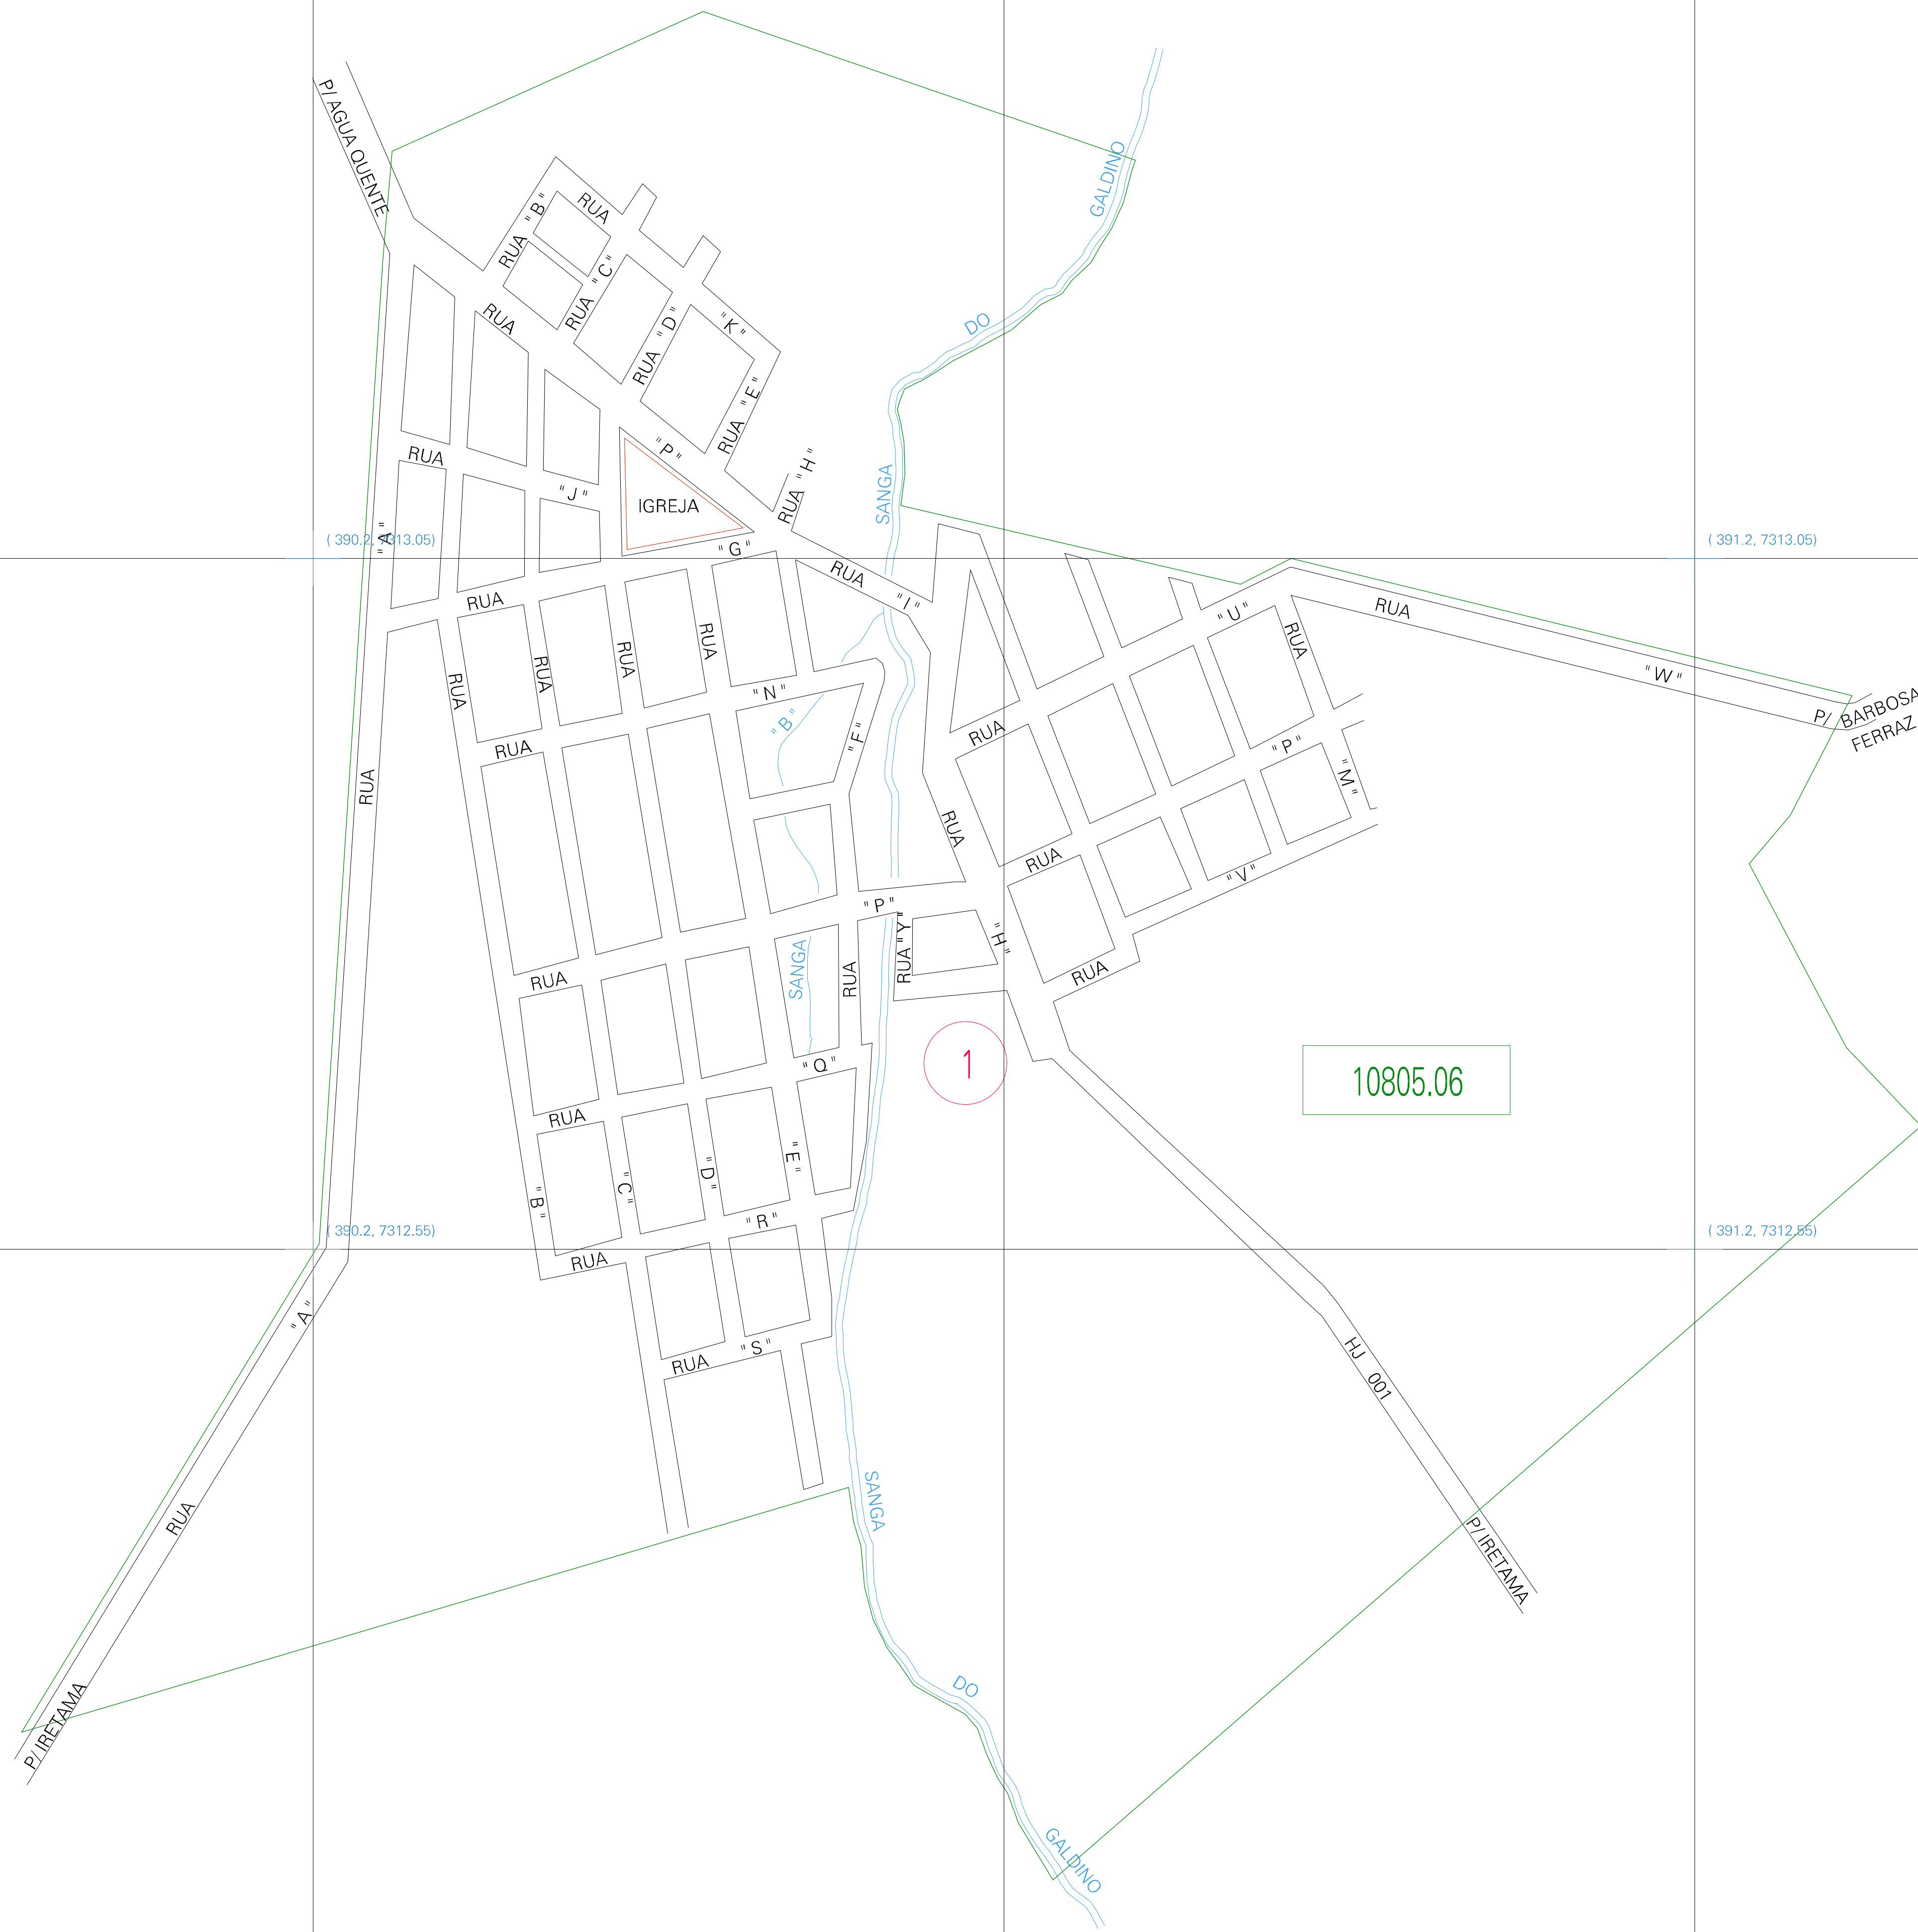 P/ AGUA QUENTE
GALDINO
RUA "B"
RUA
RUA "C"
RUA
RUA "D"
"K"
DO
RUA "E"
RUA
"P"
RUA "H"
SANGA
"J"
IGREJA
"A"
( 390.2, 7313.05)
( 391.2, 7313.05)
"G"
RUA
"I"
RUA
"U"
RUA
RUA
RUA
RUA
RUA
RUA
RUA
"N"
"W"
"B"
P/ BARBOSA
FERRAZ
RUA
"F"
RUA
"P"
"M"
RUA
RUA
RUA
"V"
"P"
RUA "Y"
"H"
SANGA
RUA
RUA
RUA
1
"Q"
10805.06
RUA
"E"
"D"
"C"
"B"
"R"
( 390.2, 7312.55)
( 391.2, 7312.55)
RUA
"A"
"S"
RUA
HJ 001
SANGA
RUA
P/ IRETAMA
P/ IRETAMA
DO
GALDINO